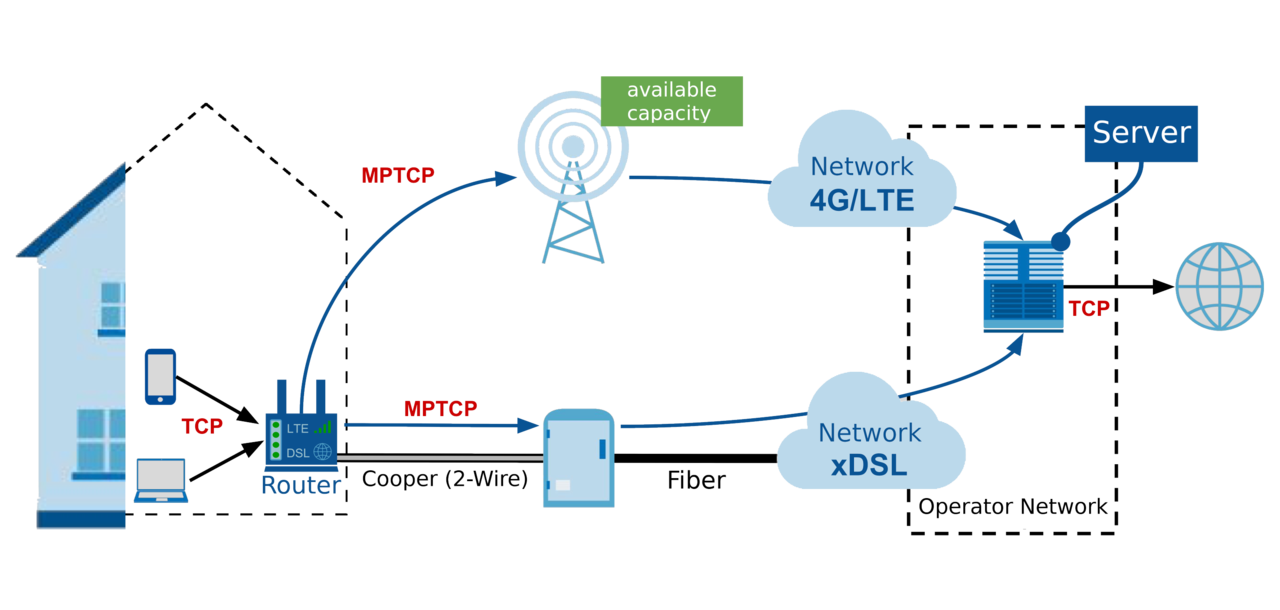 available
capacity
Server
MPTCP
Network
4G/LTE
TCP
MPTCP
TCP
LTE
DSL
Network
xDSL
Router
Cooper (2-Wire)
Fiber
Operator Network